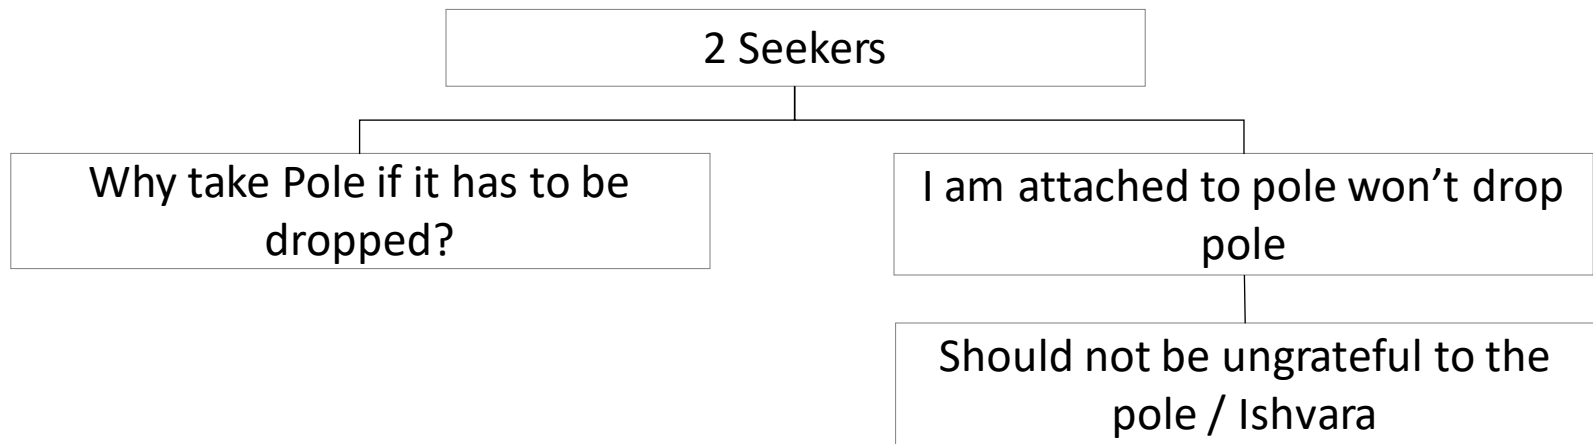 2 Seekers
Why take Pole if it has to be
dropped?
I am attached to pole won’t drop
pole
Should not be ungrateful to the
pole / Ishvara